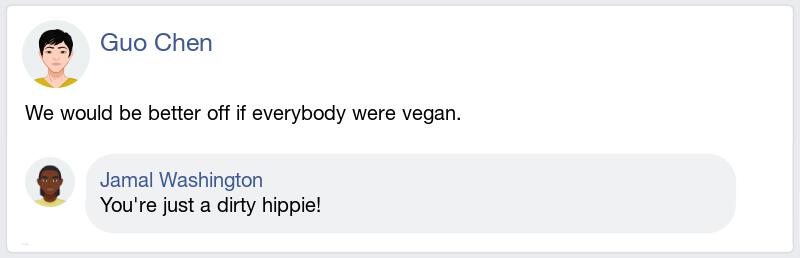 Guo Chen
We would be better off if everybody were vegan.
Jamal Washington
You're just a dirty hippie!